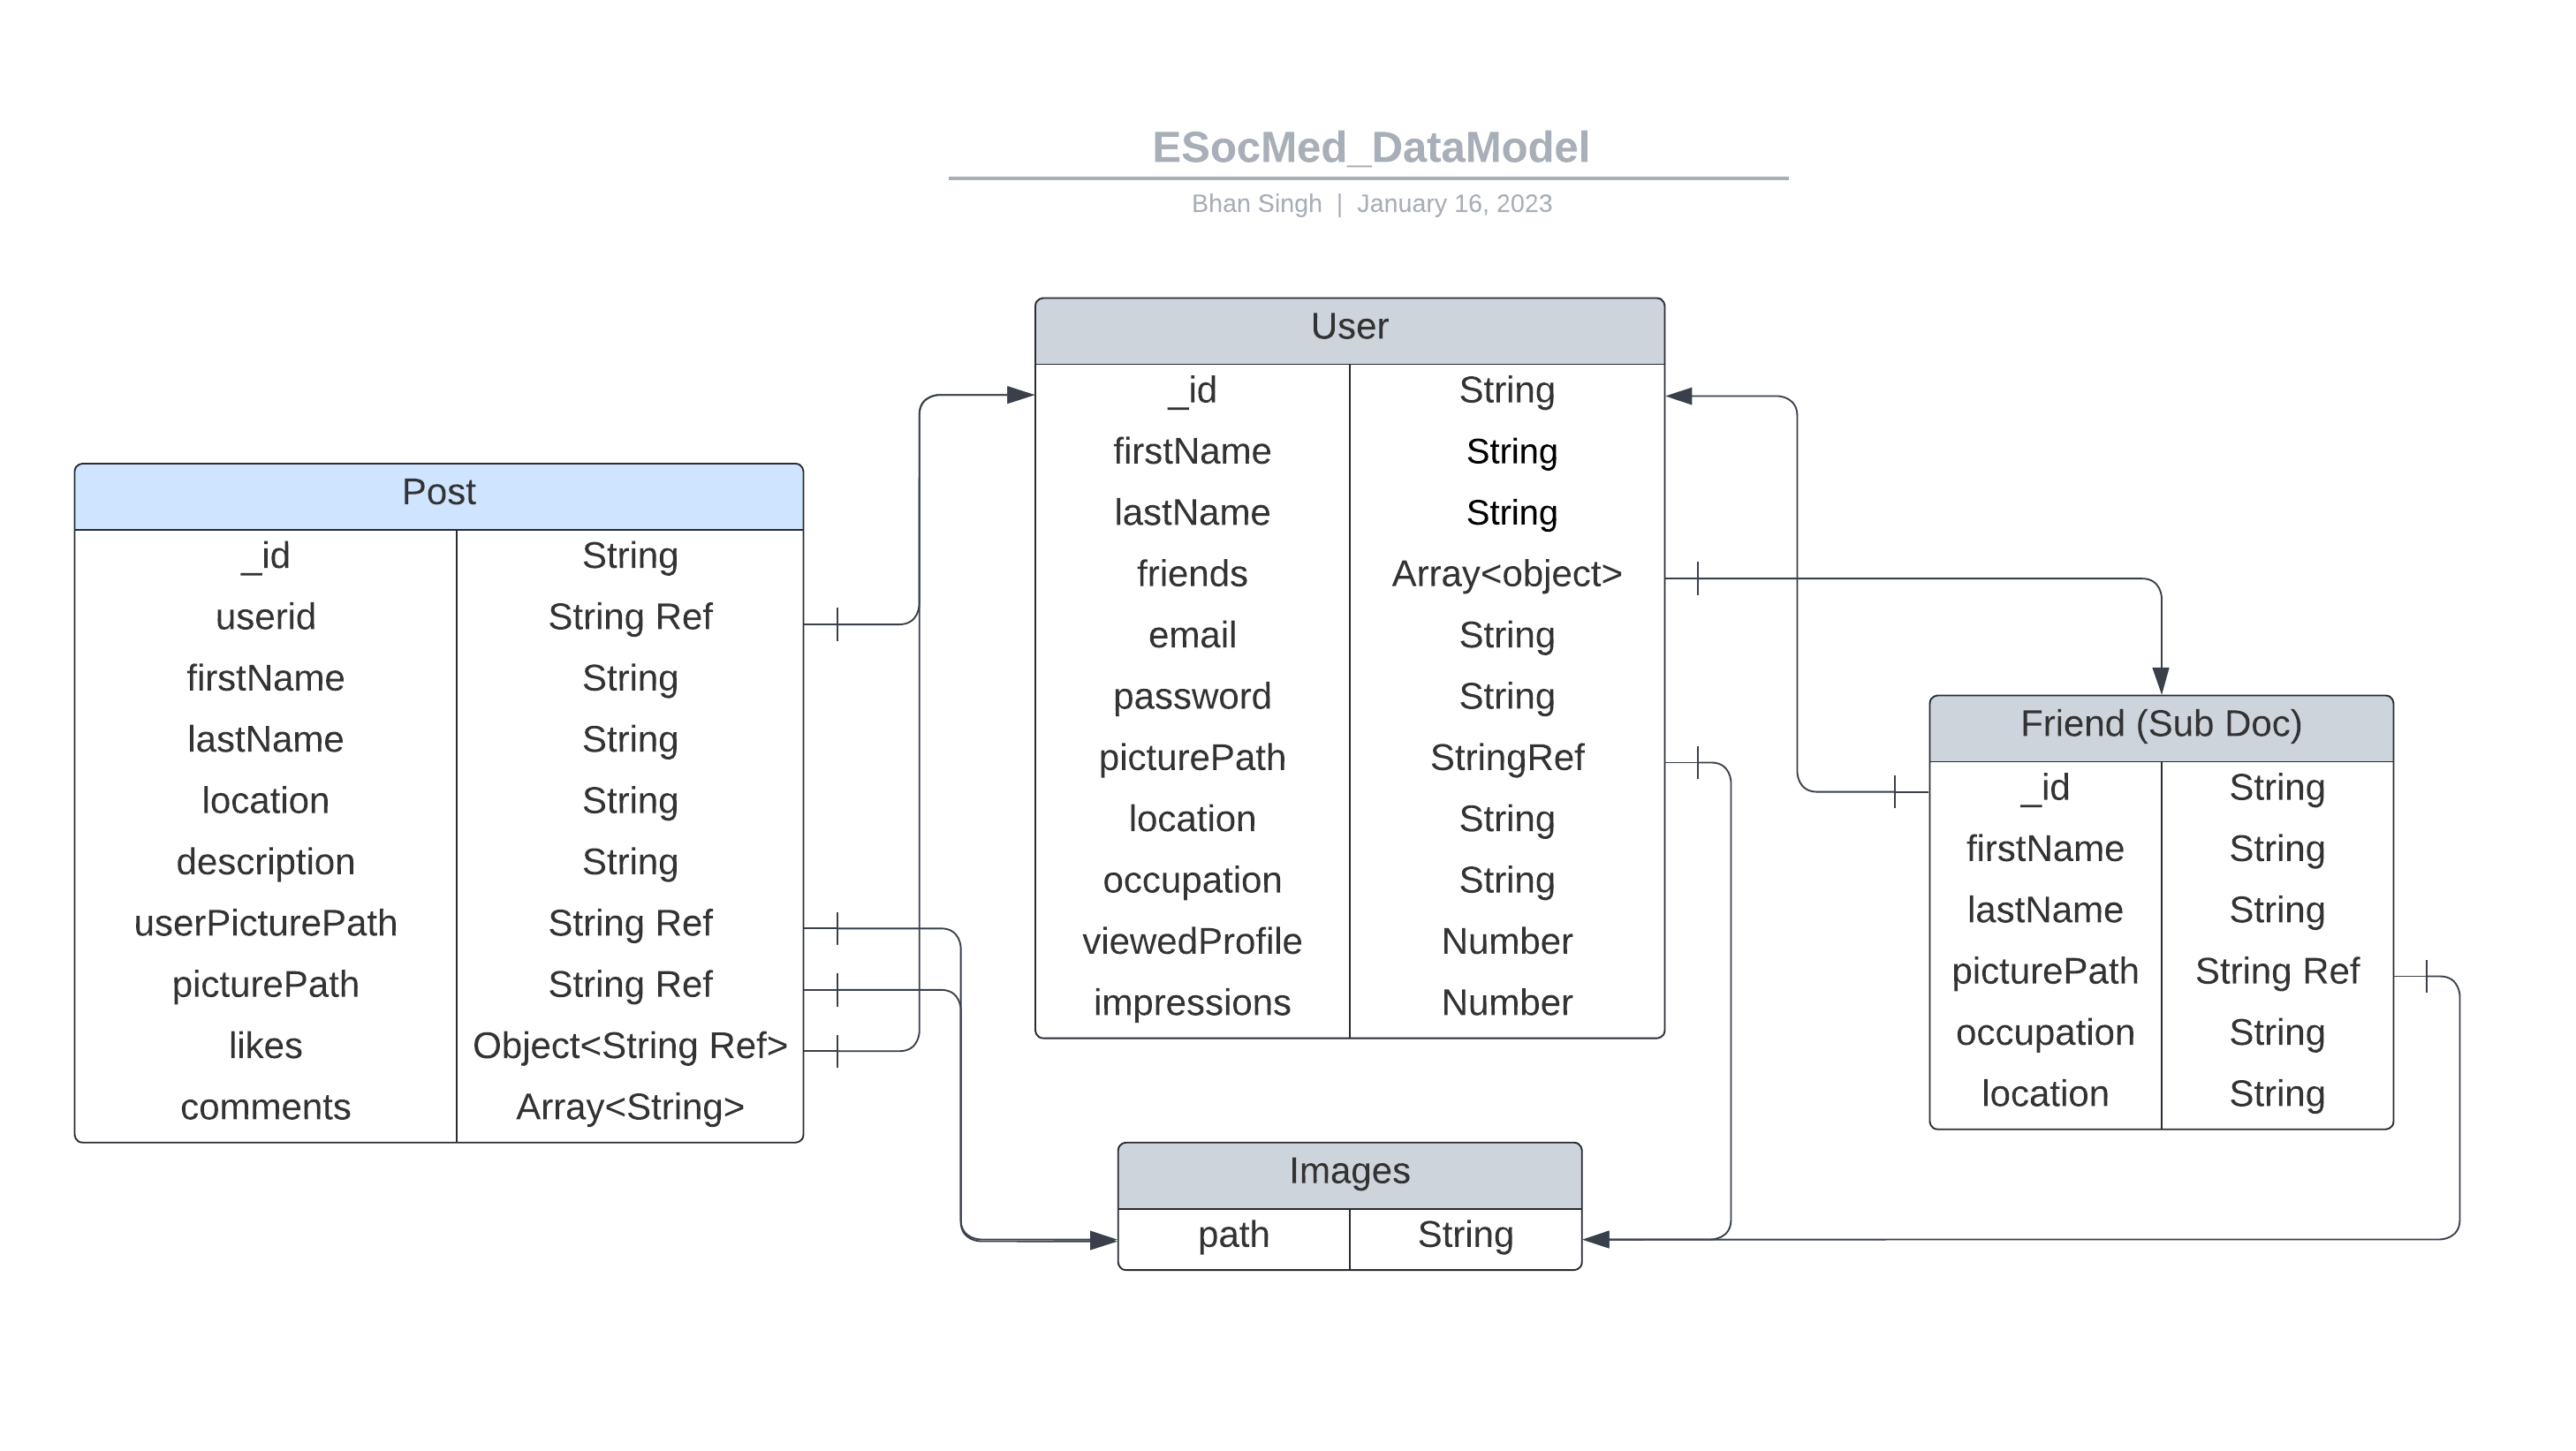 ESocMed_DataModel
Bhan Singh | January 16, 2023
Post
_id String
userid String Ref
firstName String
lastName String
location String
description String
userPicturePath String Ref
picturePath String Ref
likes Object<String Ref>
comments Array<String>
User
_id String
firstName String
lastName String
friends Array<object>
email String
password String
picturePath StringRef
location String
occupation String
viewedProfile Number
impressions Number
Friend (Sub Doc)
_id String
firstName String
lastName String
picturePath String Ref
occupation String
location String
Images
path String